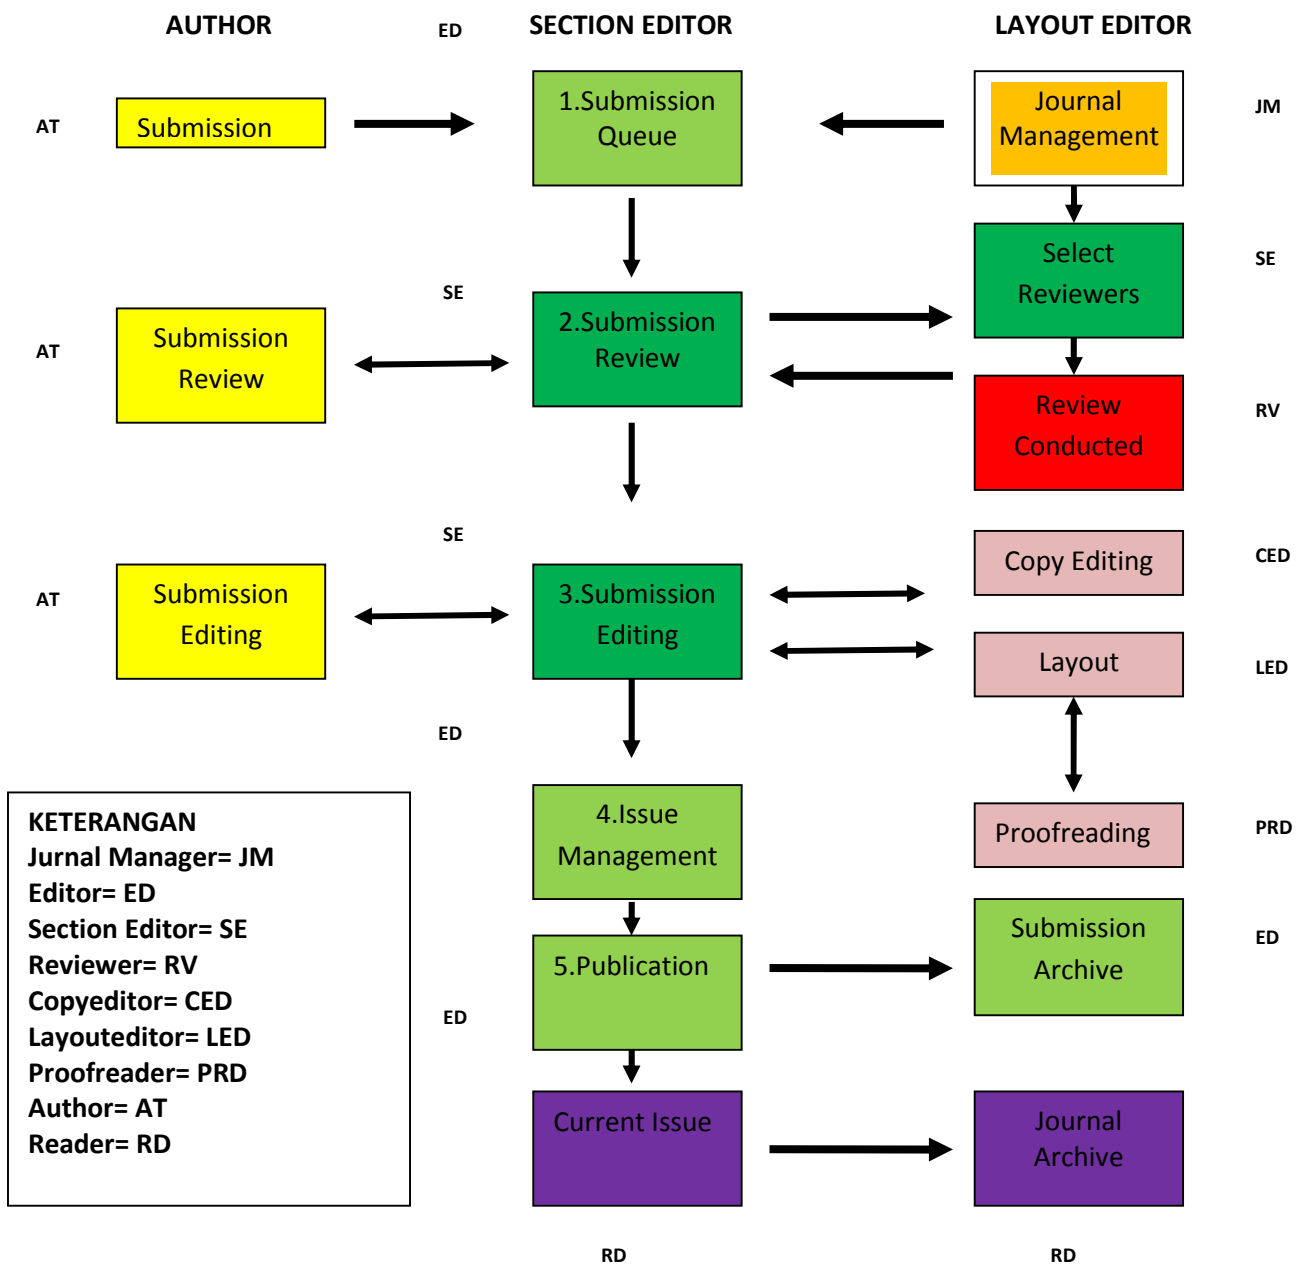 AUTHOR
ED
SECTION EDITOR
LAYOUT EDITOR
AT
Submission
1.Submission
Queue
Journal
Management
JM
Select
Reviewers
SE
SE
AT
Submission
Review
2.Submission
Review
Review
Conducted
RV
SE
AT
Submission
Editing
3.Submission
Editing
Copy Editing
CED
Layout
LED
ED
4.Issue
Management
Proofreading
PRD
KETERANGAN
Jurnal Manager= JM
Editor= ED
Section Editor= SE
Reviewer= RV
Copyeditor= CED
Layouteditor= LED
Proofreader= PRD
Author= AT
Reader= RD
5.Publication
Submission
Archive
ED
ED
Current Issue
Journal
Archive
RD
RD